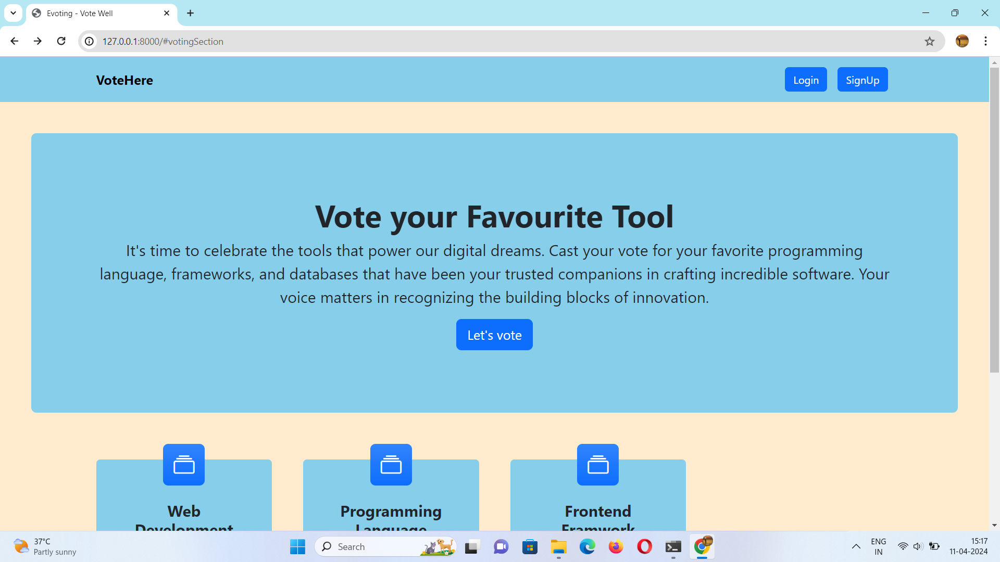 Evoting - Vote Well
127.0.0.1:8000/#votingSection
VoteHere
Login
SignUp
Vote your Favourite Tool
It's time to celebrate the tools that power our digital dreams. Cast your vote for your favorite programming
language, frameworks, and databases that have been your trusted companions in crafting incredible software. Your
voice matters in recognizing the building blocks of innovation.
Let's vote
Web
Development
Programming
Language
Frontend
Framwork
37°C
Partly sunny
Search
ENG
IN
15:17
11-04-2024